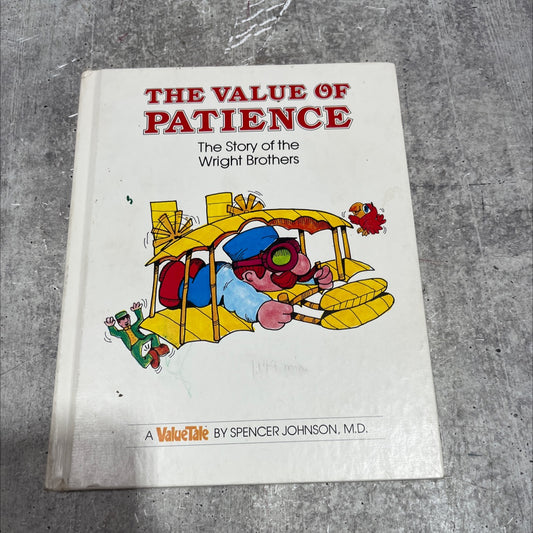 THE VALUE OF
PATIENCE
The Story of the
Wright Brothers
A ValueTale BY SPENCER JOHNSON, M.D.